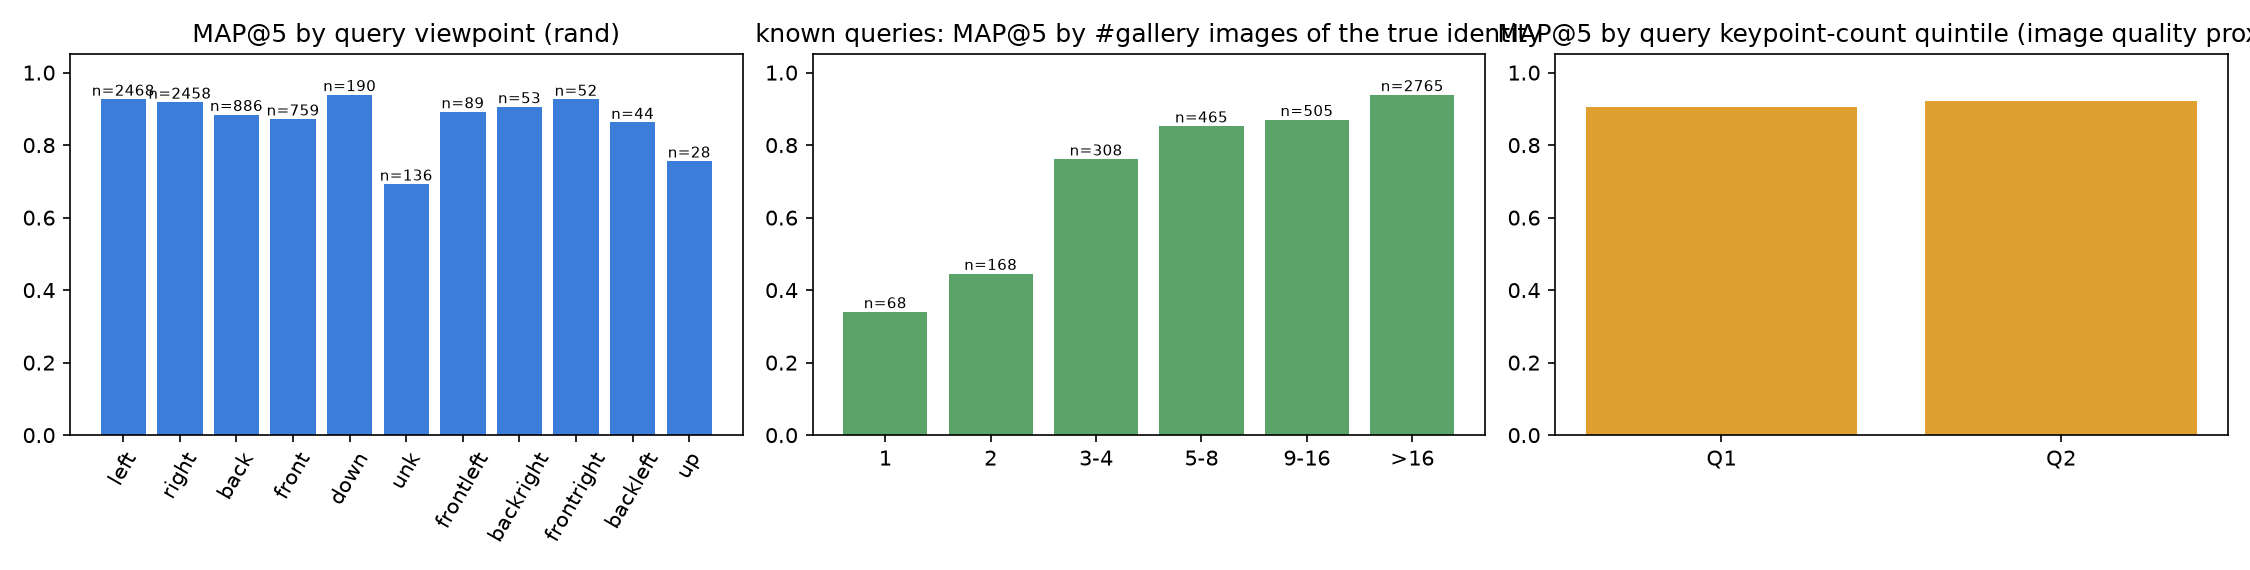 MAP@5 by query viewpoint (rand)
1.0
0.8
0.6
0.4
0.2
0.0
n=2468
n=2458
n=886
n=759
n=190
n=136
n=89
n=53
n=52
n=44
n=28
left
right
back
front
down
unk
frontleft
backright
frontright
backleft
up
known queries: MAP@5 by #gallery images of the true identity
1.0
0.8
0.6
0.4
0.2
0.0
n=68
n=168
n=308
n=465
n=505
n=2765
1
2
3-4
5-8
9-16
>16
MAP@5 by query keypoint-count quintile (image quality prox
1.0
0.8
0.6
0.4
0.2
0.0
Q1
Q2